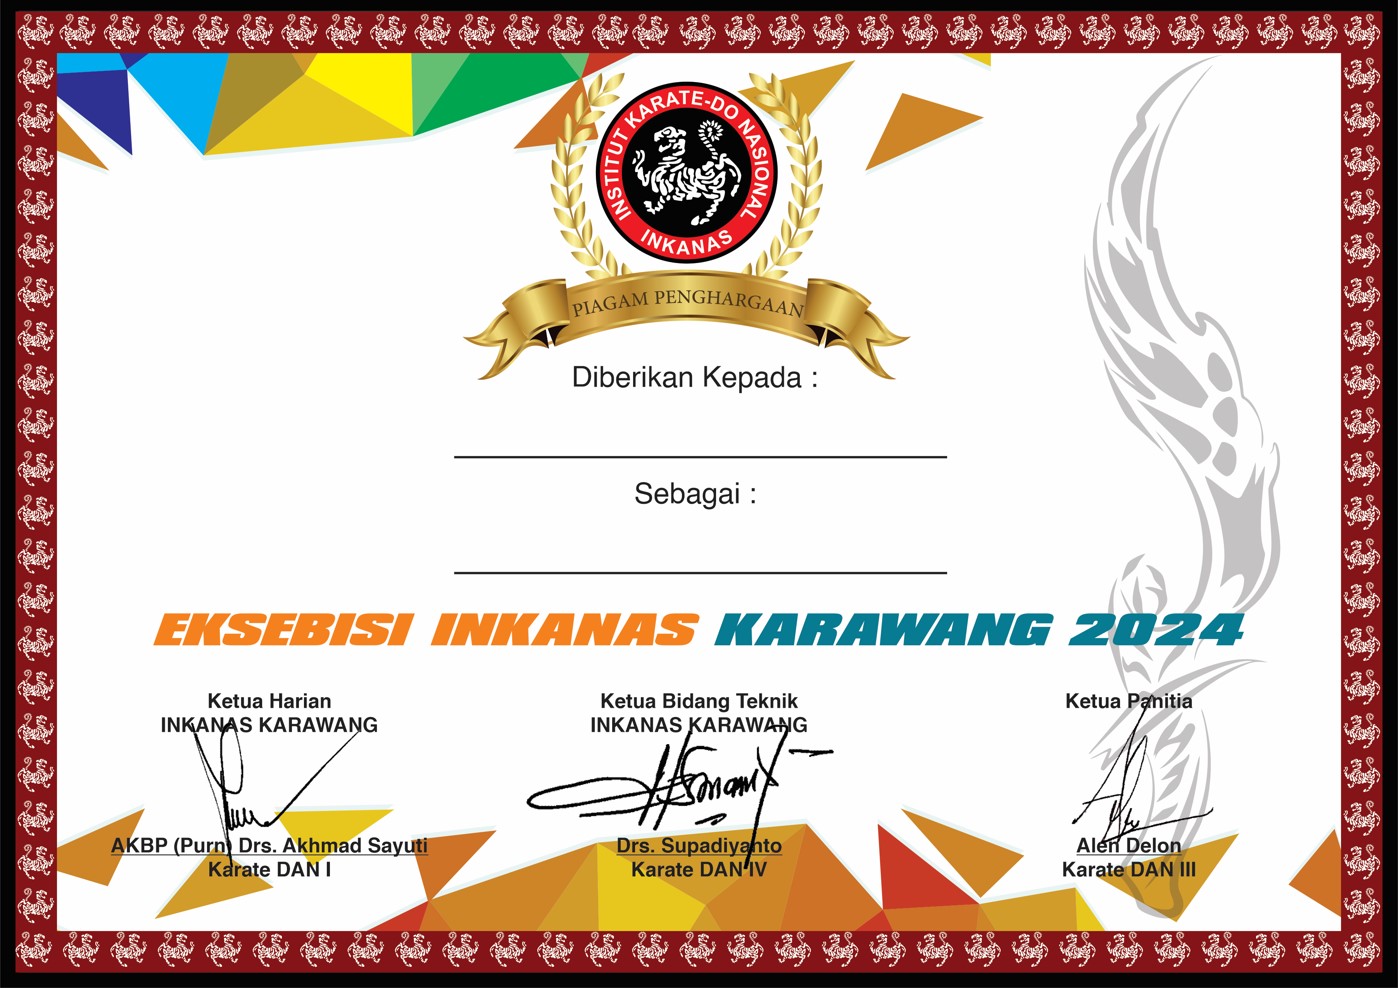 INSTITUT KARATE-DO NASIONAL
INKANAS
PIAGAM PENGHARGAAN
Diberikan Kepada :
Sebagai :
EKSEBISI INKANAS KARAWANG 2024
Ketua Harian
INKANAS KARAWANG
AKBP (Purn) Drs. Akhmad Sayuti
Karate DAN I
Ketua Bidang Teknik
INKANAS KARAWANG
Drs. Supadiyanto
Karate DAN IV
Ketua Panitia
Alen Delon
Karate DAN III